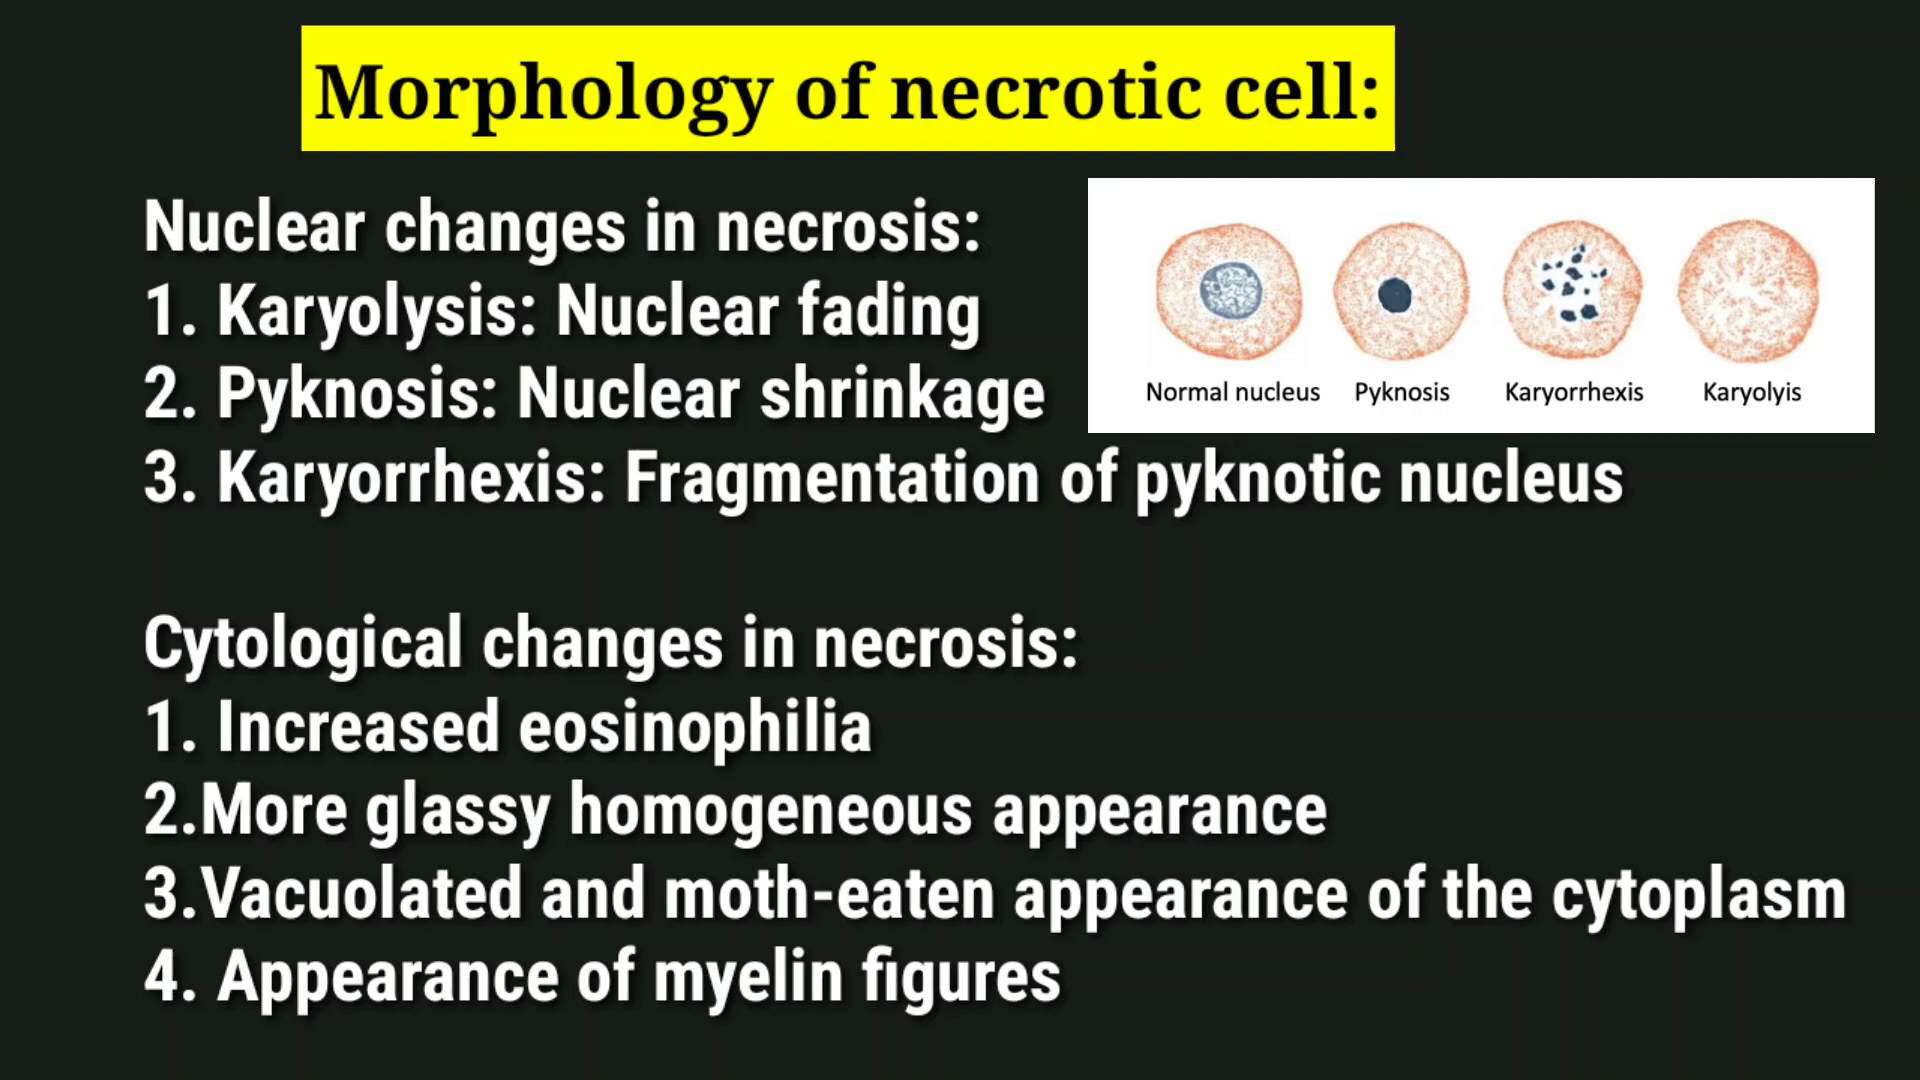 Morphology of necrotic cell:
Nuclear changes in necrosis:
1. Karyolysis: Nuclear fading
2. Pyknosis: Nuclear shrinkage
3. Karyorrhexis: Fragmentation of pyknotic nucleus
Normal nucleus Pyknosis Karyorrhexis Karyolyis
Cytological changes in necrosis:
1. Increased eosinophilia
2.More glassy homogeneous appearance
3.Vacuolated and moth-eaten appearance of the cytoplasm
4. Appearance of myelin figures